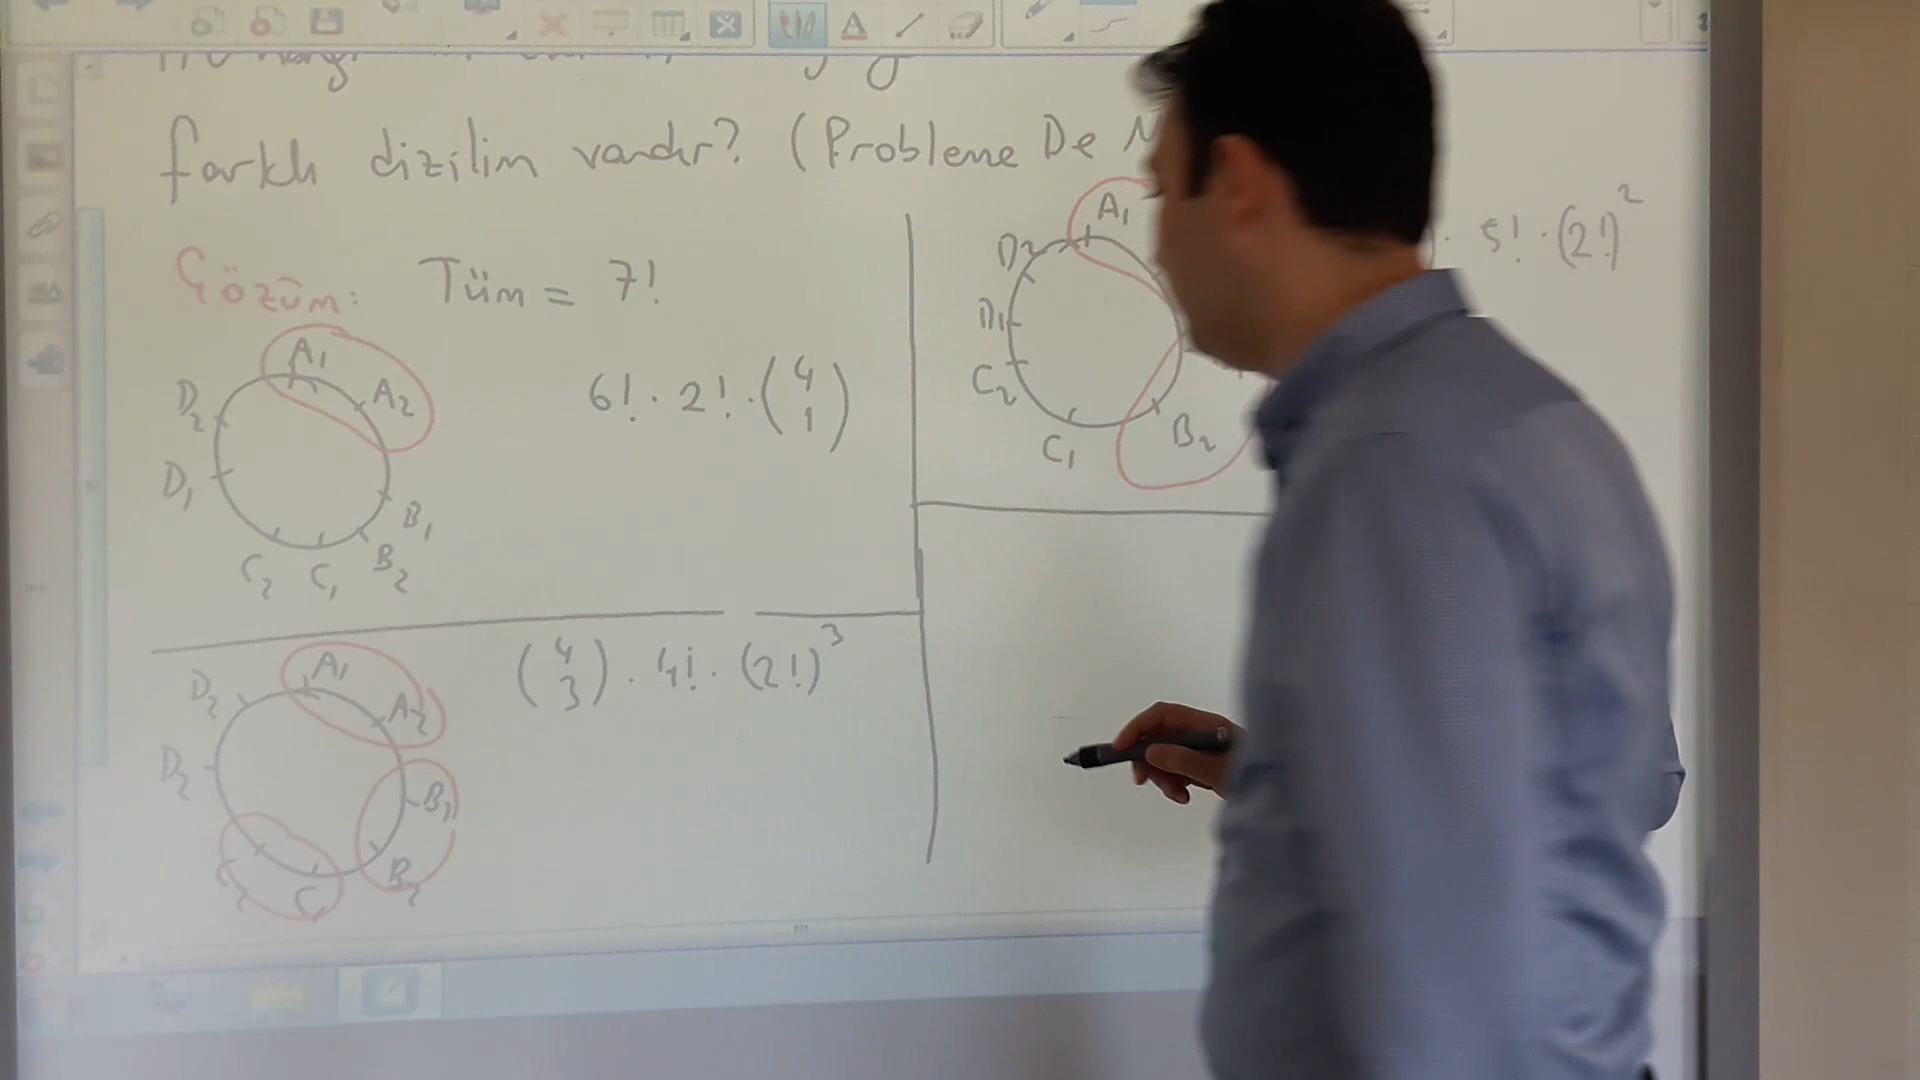 farklı dizilim vardır? (Probleme De
Çözüm: Tüm = 7!
A1
A2
D2
D1
B1
B2
C2 C1
6! · 2! · (4 1)
A1
D2
D1
C2
C1
B2
· 5! · (2!)²
A1
A2
D2
D2
B1
B2
C2 C1
(4 3) · 4! · (2!)³